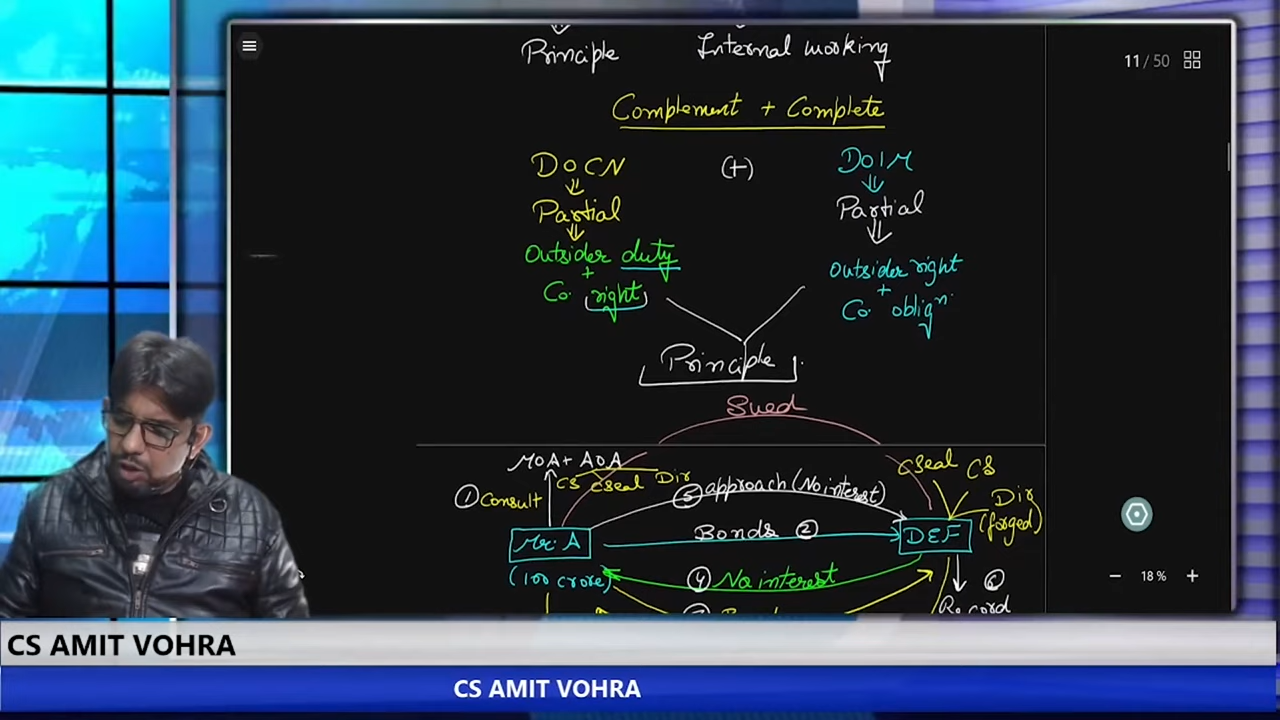 Principle Internal working
11 / 50
Complement + Complete
DOCN (+) DOIM
Partial Partial
Outsider duty Outsider right
+ +
Co. right Co. obligⁿ
Principle
Sued
MOA + AOA
CS CSeal Dir
CSeal CS
① Consult
⑤ approach (No interest)
Dir
(forged)
Mr. A
Bonds ②
DEF
(100 crore)
④ No interest
⑥
Record
18 %
CS AMIT VOHRA
CS AMIT VOHRA